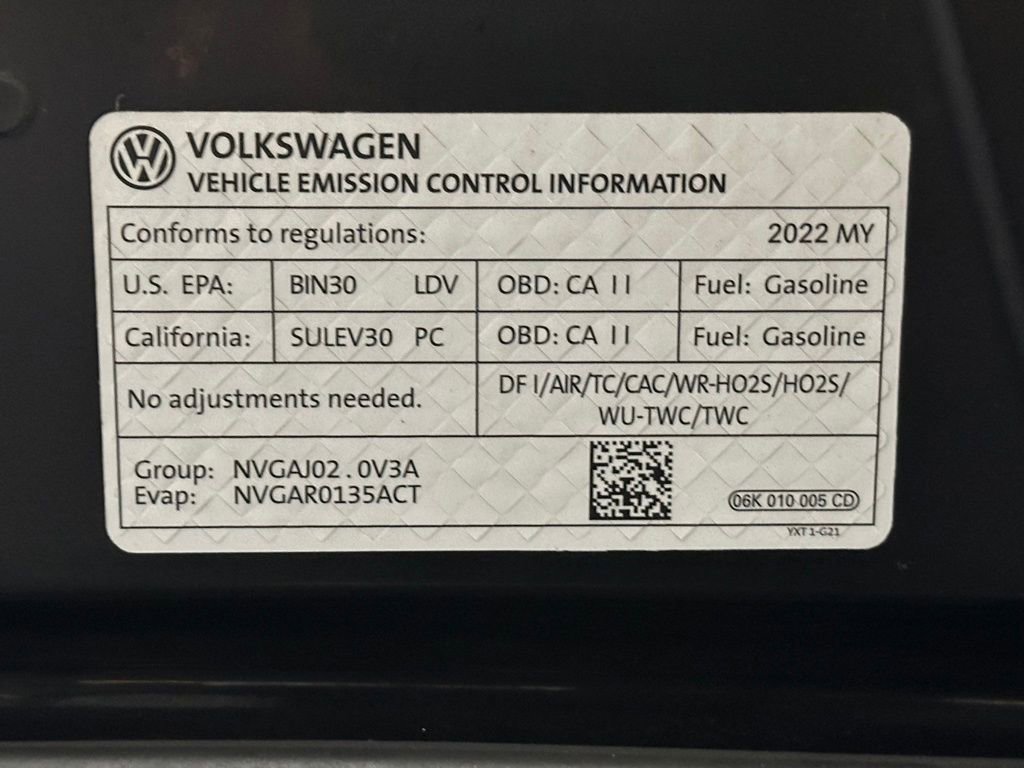 VOLKSWAGEN
VEHICLE EMISSION CONTROL INFORMATION
Conforms to regulations: 2022 MY
U.S. EPA: BIN30 LDV OBD: CA II Fuel: Gasoline
California: SULEV30 PC OBD: CA II Fuel: Gasoline
No adjustments needed. DF I/AIR/TC/CAC/WR-HO2S/HO2S/
WU-TWC/TWC
Group: NVGAJ02.0V3A
Evap: NVGAR0135ACT
06K 010 005 CD
YXT 1-G21